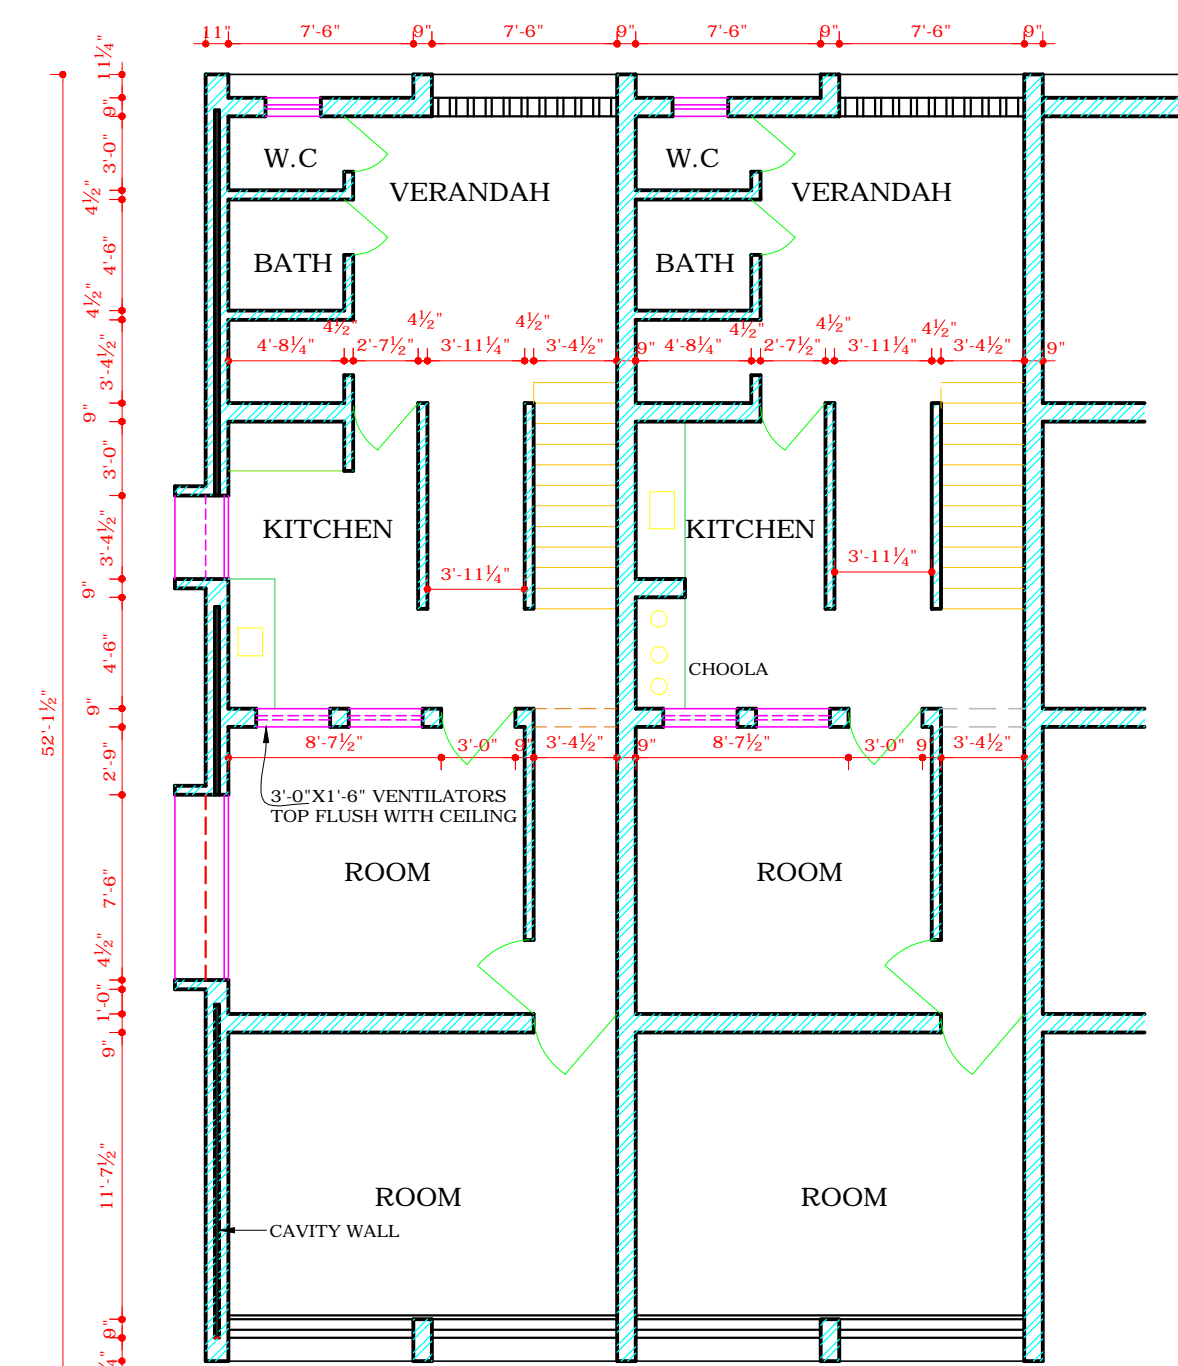 11" 7'-6" 9" 7'-6" 9" 7'-6" 9" 7'-6" 9"
11¼"
9"
3'-0"
4½"
4'-6"
4½"
3'-4½"
9"
3'-0"
3'-4½"
9"
4'-6"
9"
2'-9"
7'-6"
4½"
1'-0"
9"
11'-7½"
9"
52'-1½"
W.C W.C
VERANDAH VERANDAH
BATH BATH
4½" 4½" 4½" 4½" 4½" 4½"
4'-8¼" 2'-7½" 3'-11¼" 3'-4½" 9" 4'-8¼" 2'-7½" 3'-11¼" 3'-4½" 9"
KITCHEN KITCHEN
3'-11¼" 3'-11¼"
CHOOLA
8'-7½" 3'-0" 9" 3'-4½" 9" 8'-7½" 3'-0" 9 3'-4½"
3'-0"X1'-6" VENTILATORS
TOP FLUSH WITH CEILING
ROOM ROOM
ROOM ROOM
CAVITY WALL